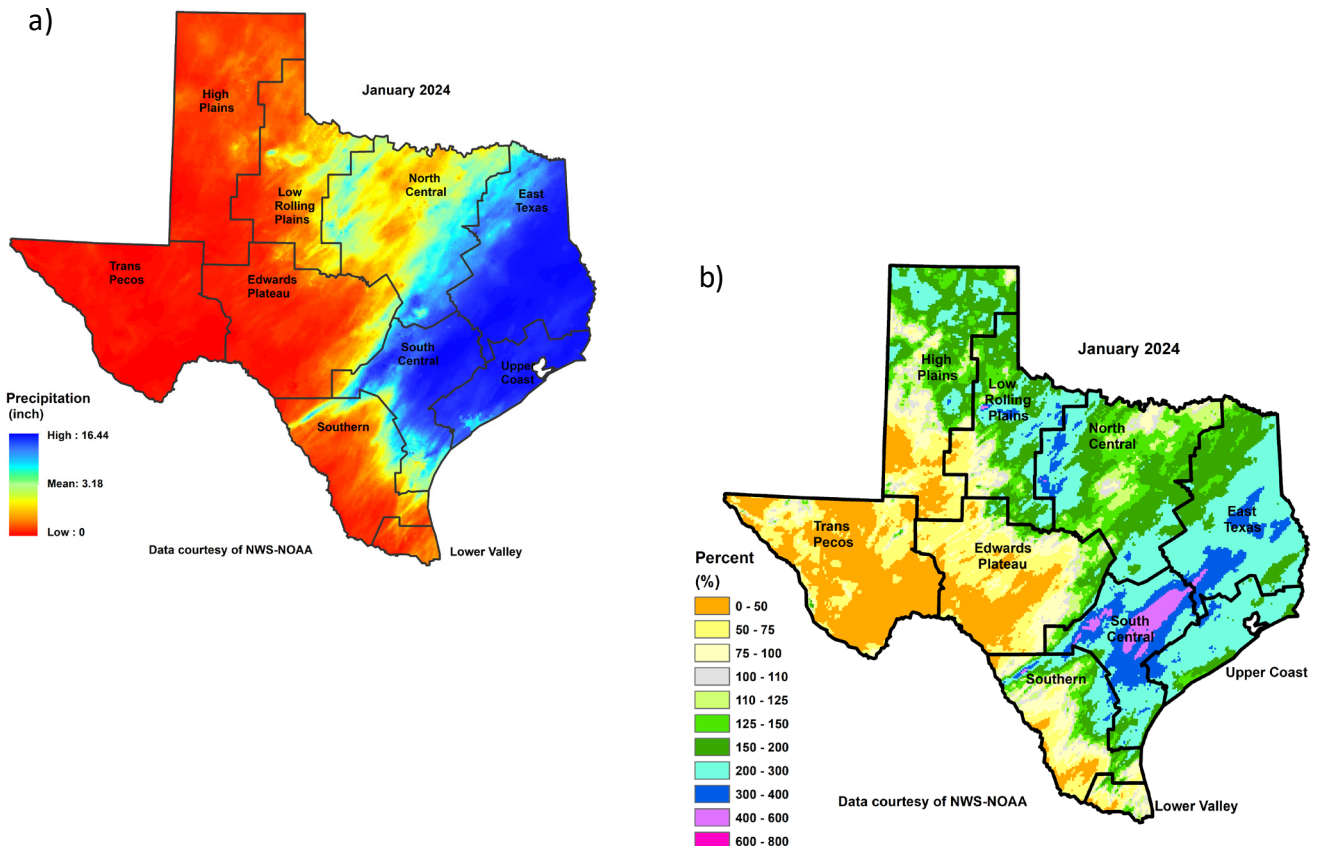 a)
January 2024
High
Plains
Low
Rolling
Plains
North
Central
East
Texas
Trans
Pecos
Edwards
Plateau
South
Central
Upper
Coast
Southern
Lower Valley
Precipitation
(inch)
High : 16.44
Mean: 3.18
Low : 0
Data courtesy of NWS-NOAA
b)
January 2024
High
Plains
Low
Rolling
Plains
North
Central
East
Texas
Trans
Pecos
Edwards
Plateau
South
Central
Upper Coast
Southern
Lower Valley
Percent
(%)
0 - 50
50 - 75
75 - 100
100 - 110
110 - 125
125 - 150
150 - 200
200 - 300
300 - 400
400 - 600
600 - 800
Data courtesy of NWS-NOAA